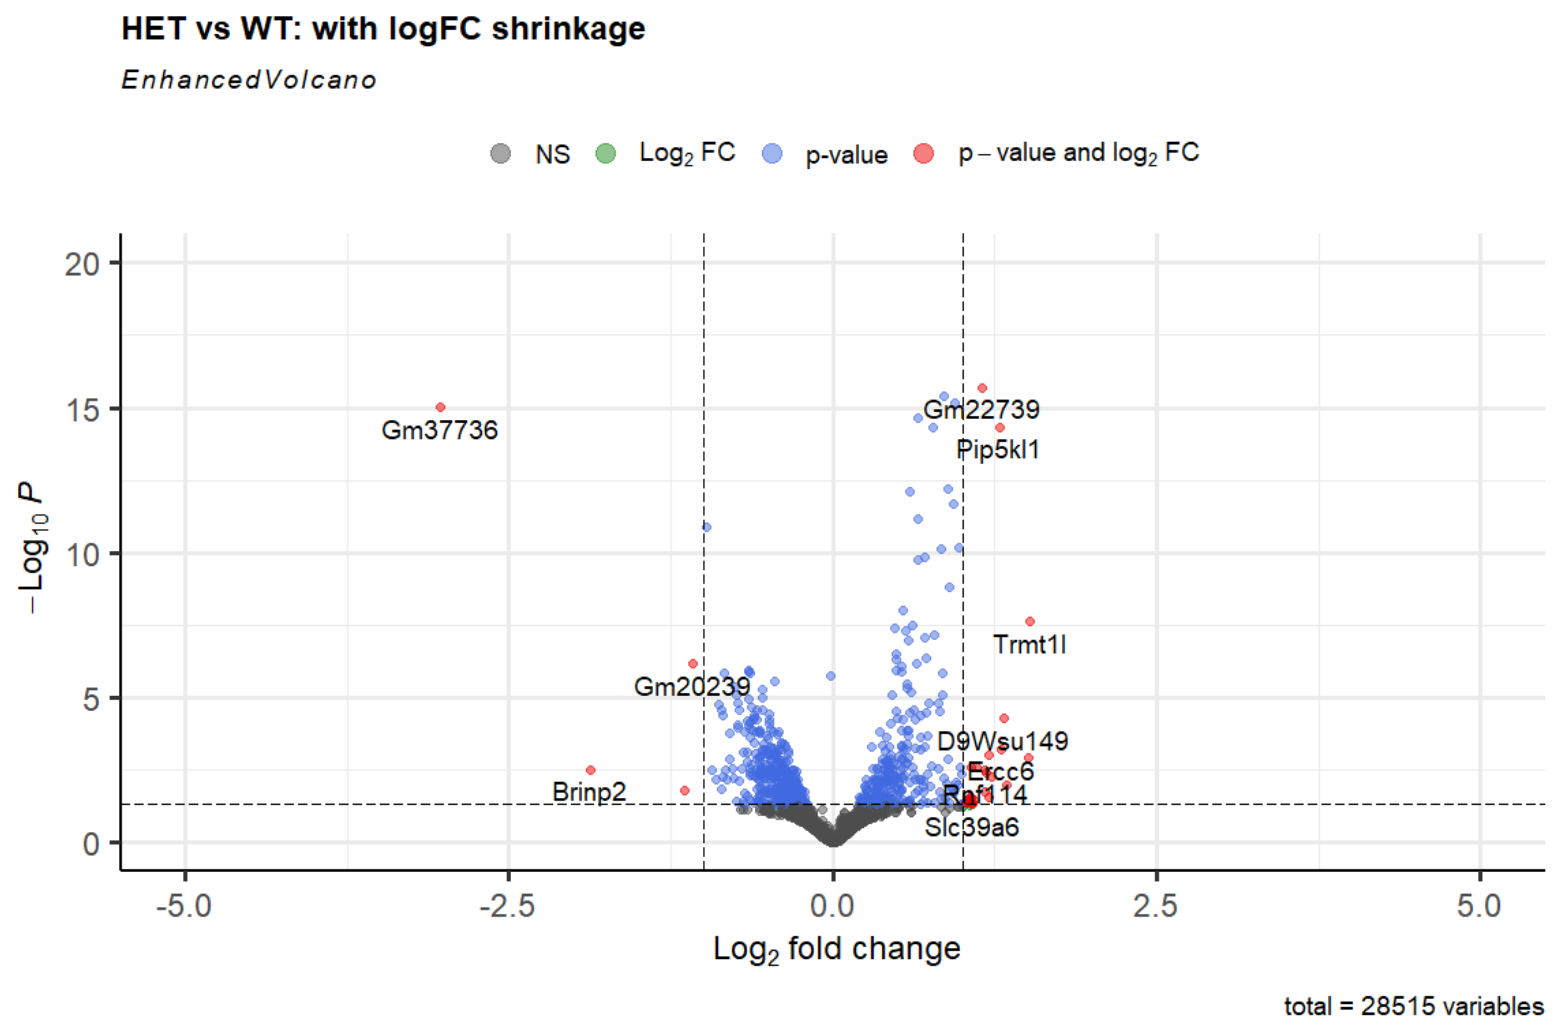 HET vs WT: with logFC shrinkage
EnhancedVolcano
NS Log2 FC p-value p – value and log2 FC
20
15
10
5
0
– Log10 P
Gm22739
Gm37736
Pip5kl1
Trmt1l
Gm20239
D9Wsu149
Ercc6
Brinp2
Rnf114
Slc39a6
-5.0 -2.5 0.0 2.5 5.0
Log2 fold change
total = 28515 variables